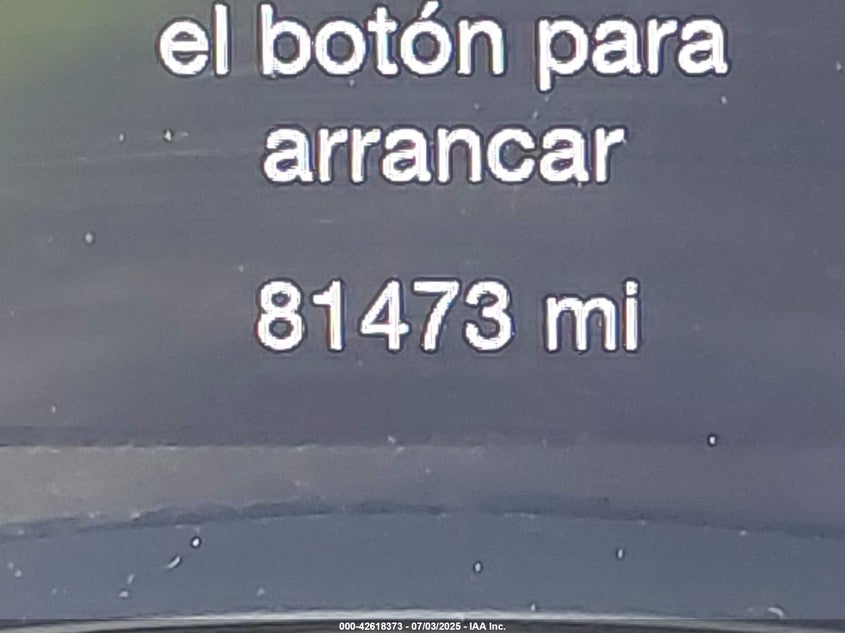 el botón para
arrancar
81473 mi
000-42618373 - 07/03/2025 - IAA Inc.